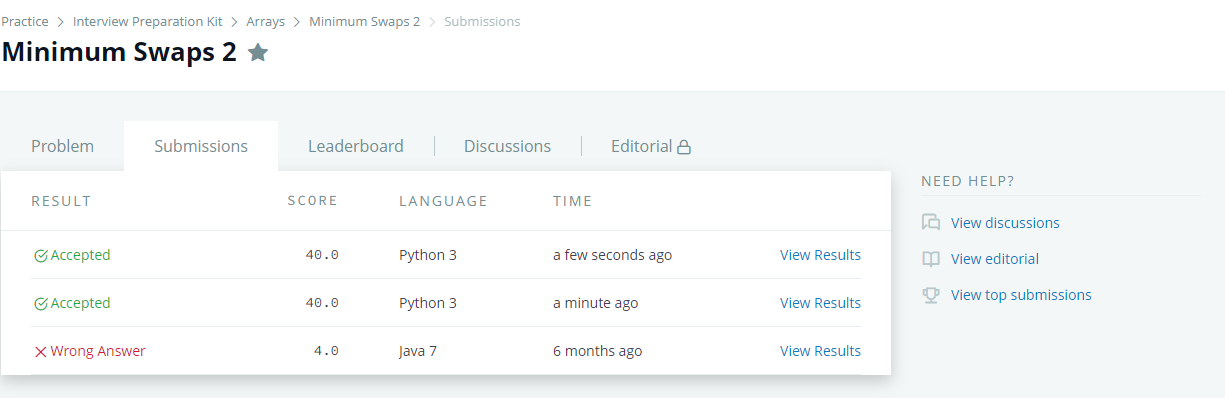 Practice > Interview Preparation Kit > Arrays > Minimum Swaps 2 > Submissions
Minimum Swaps 2
Problem Submissions Leaderboard Discussions Editorial
RESULT SCORE LANGUAGE TIME
Accepted 40.0 Python 3 a few seconds ago View Results
Accepted 40.0 Python 3 a minute ago View Results
Wrong Answer 4.0 Java 7 6 months ago View Results
NEED HELP?
View discussions
View editorial
View top submissions